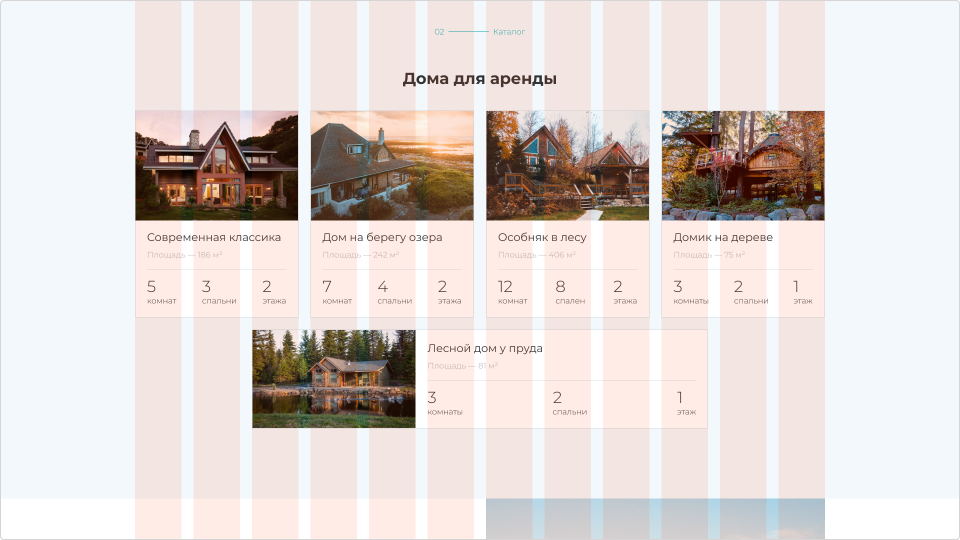 02 Каталог
Дома для аренды
Современная классика
Площадь — 186 м²
5 3 2
комнат спальни этажа
Дом на берегу озера
Площадь — 242 м²
7 4 2
комнат спальни этажа
Особняк в лесу
Площадь — 406 м²
12 8 2
комнат спален этажа
Домик на дереве
Площадь — 75 м²
3 2 1
комнаты спальни этаж
Лесной дом у пруда
Площадь — 81 м²
3 2 1
комнаты спальни этаж